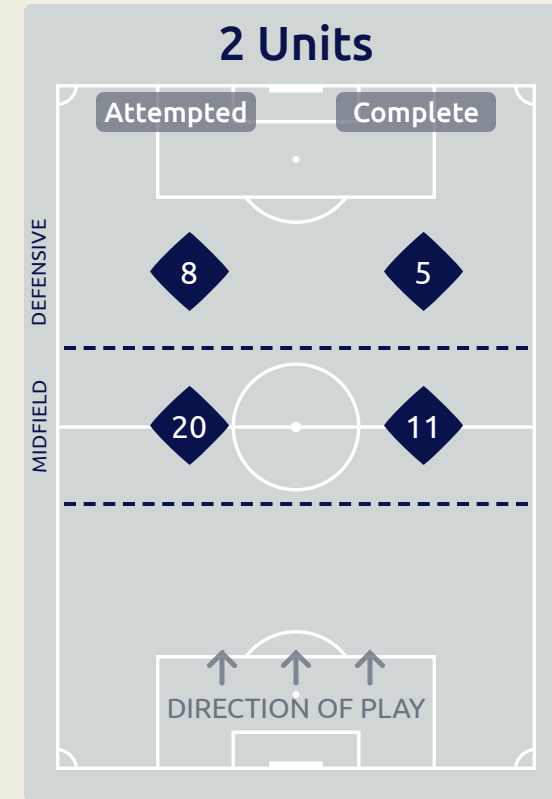 2 Units
Attempted Complete
DEFENSIVE
8 5
MIDFIELD
20 11
DIRECTION OF PLAY